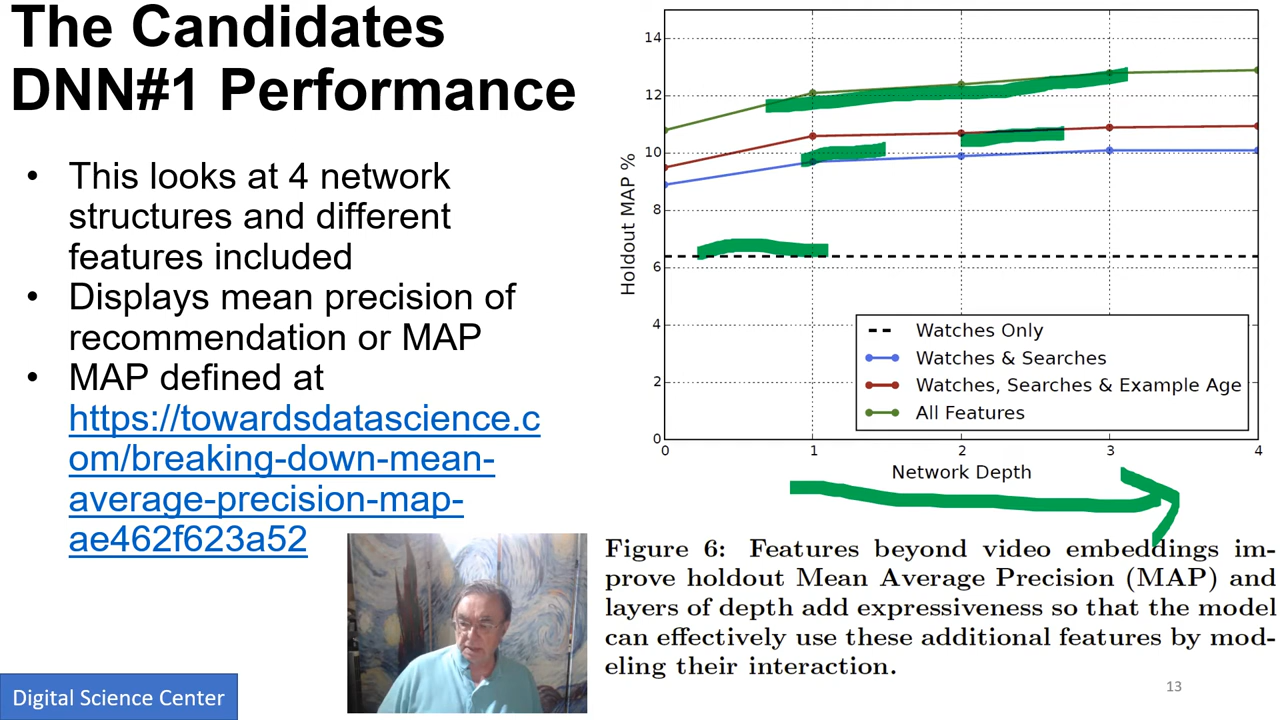 The Candidates
DNN#1 Performance
• This looks at 4 network
structures and different
features included
• Displays mean precision of
recommendation or MAP
• MAP defined at
https://towardsdatascience.c
om/breaking-down-mean-
average-precision-map-
ae462f623a52
Digital Science Center
14
12
10
8
6
4
2
0
Holdout MAP %
Watches Only
Watches & Searches
Watches, Searches & Example Age
All Features
0 1 2 3 4
Network Depth
Figure 6: Features beyond video embeddings im-
prove holdout Mean Average Precision (MAP) and
layers of depth add expressiveness so that the model
can effectively use these additional features by mod-
eling their interaction.
13